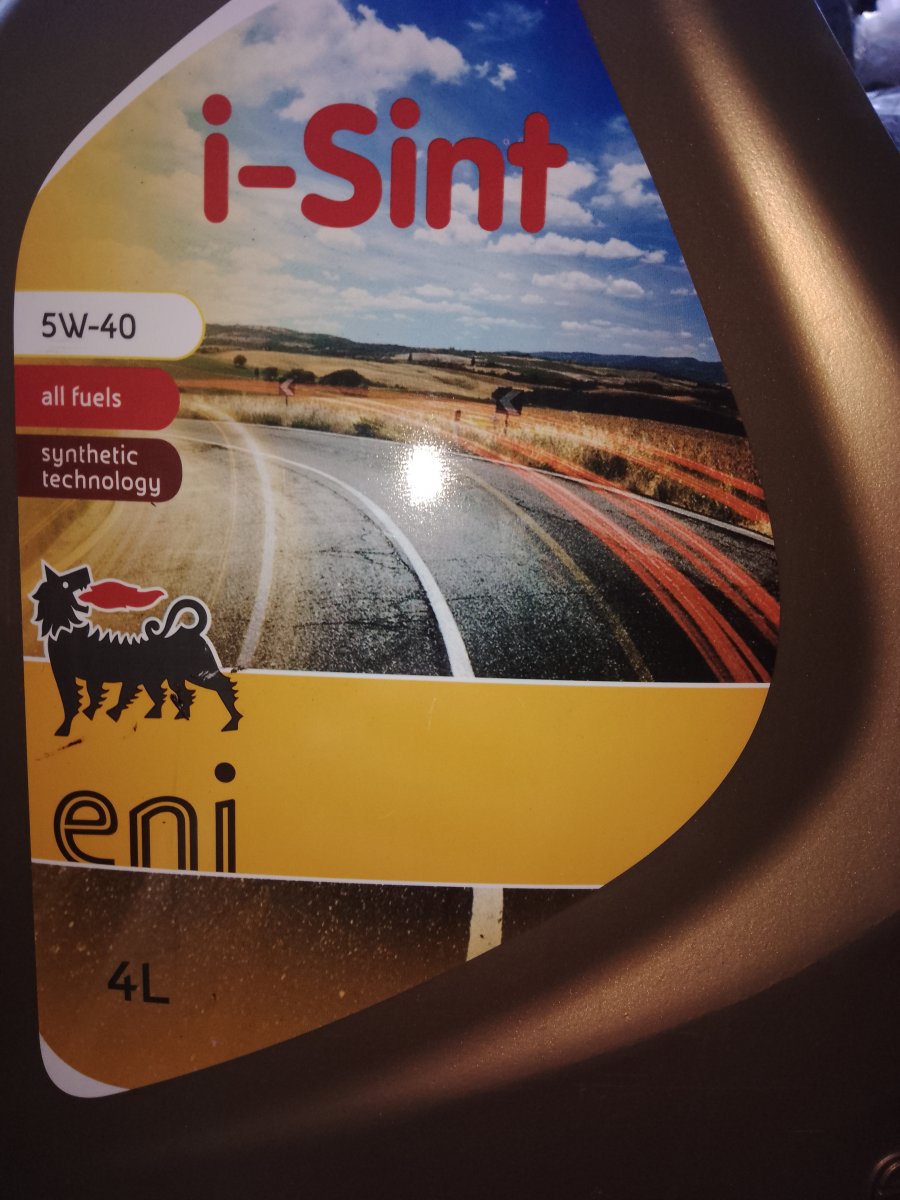 i-Sint
5W-40
all fuels
synthetic
technology
eni
4L